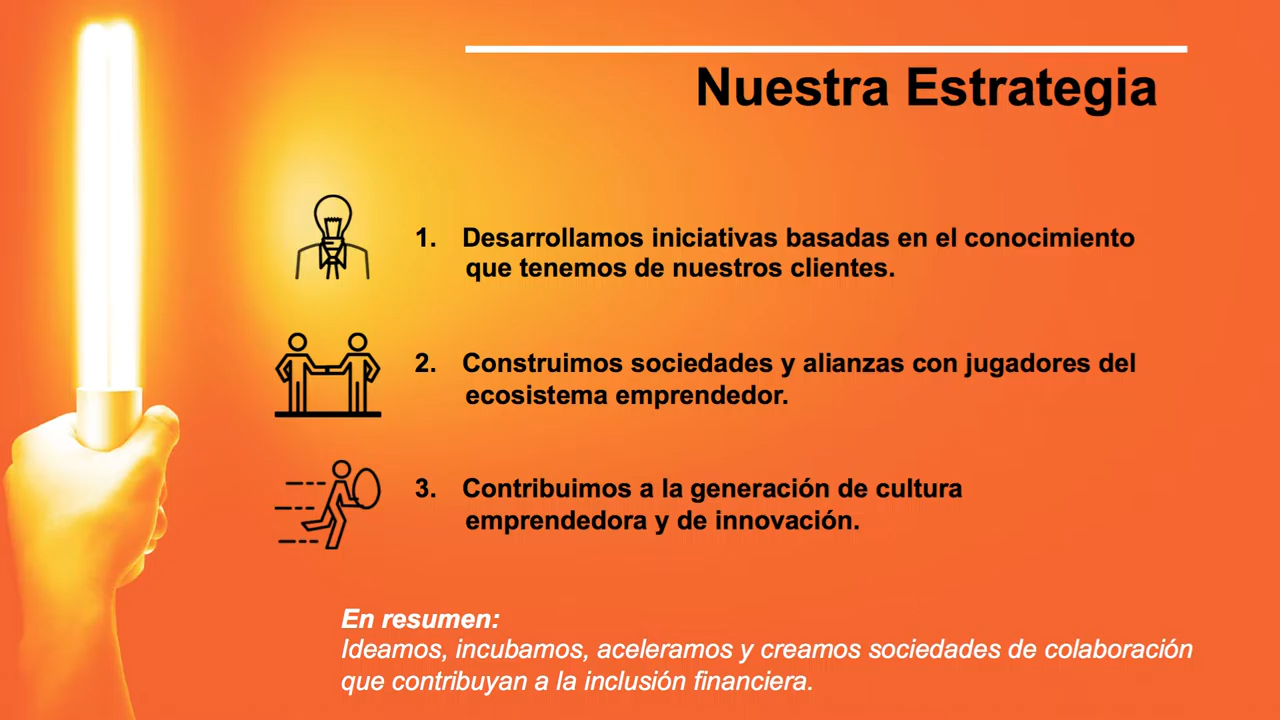 Nuestra Estrategia
1. Desarrollamos iniciativas basadas en el conocimiento
que tenemos de nuestros clientes.
2. Construimos sociedades y alianzas con jugadores del
ecosistema emprendedor.
3. Contribuimos a la generación de cultura
emprendedora y de innovación.
En resumen:
Ideamos, incubamos, aceleramos y creamos sociedades de colaboración
que contribuyan a la inclusión financiera.